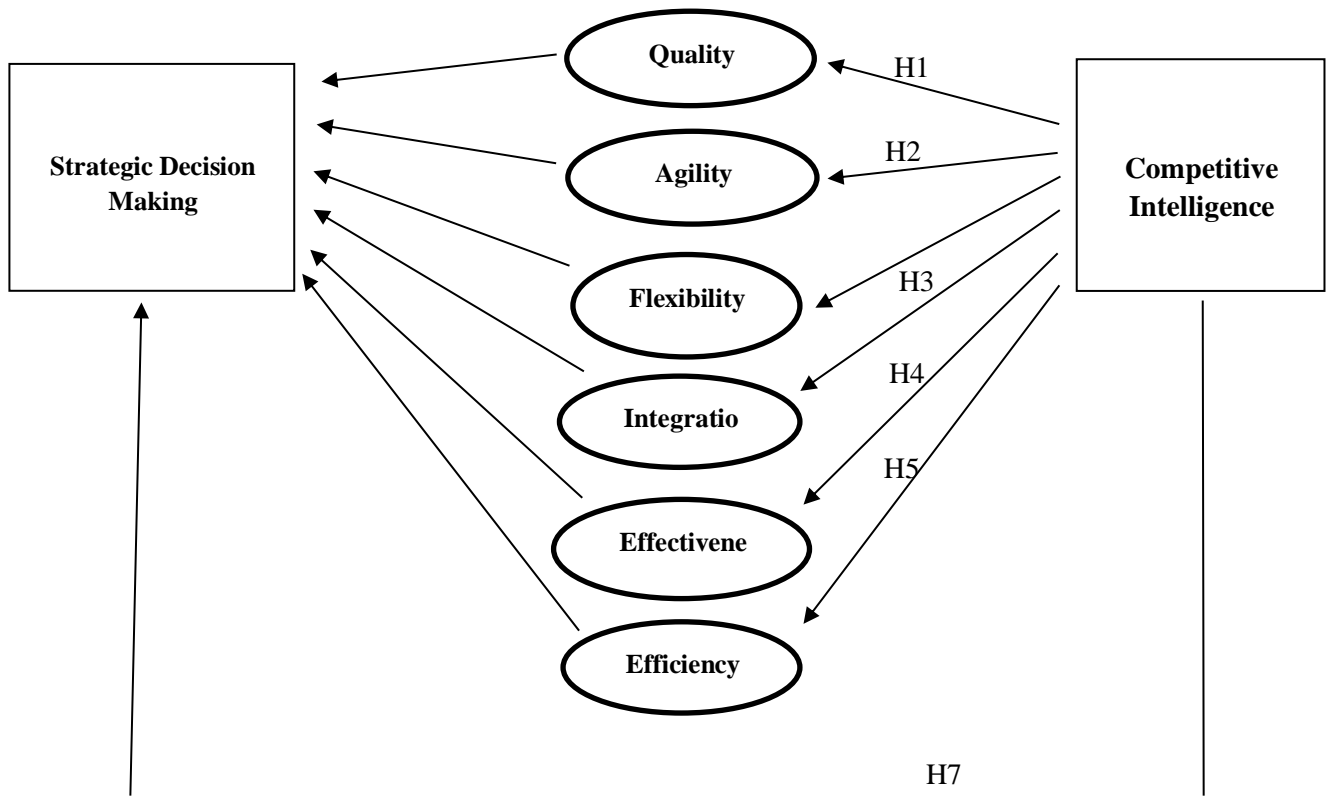 Quality
H1
Strategic Decision
Making
Agility
H2
Competitive
Intelligence
Flexibility
H3
Integratio
H4
Effectivene
H5
Efficiency
H7